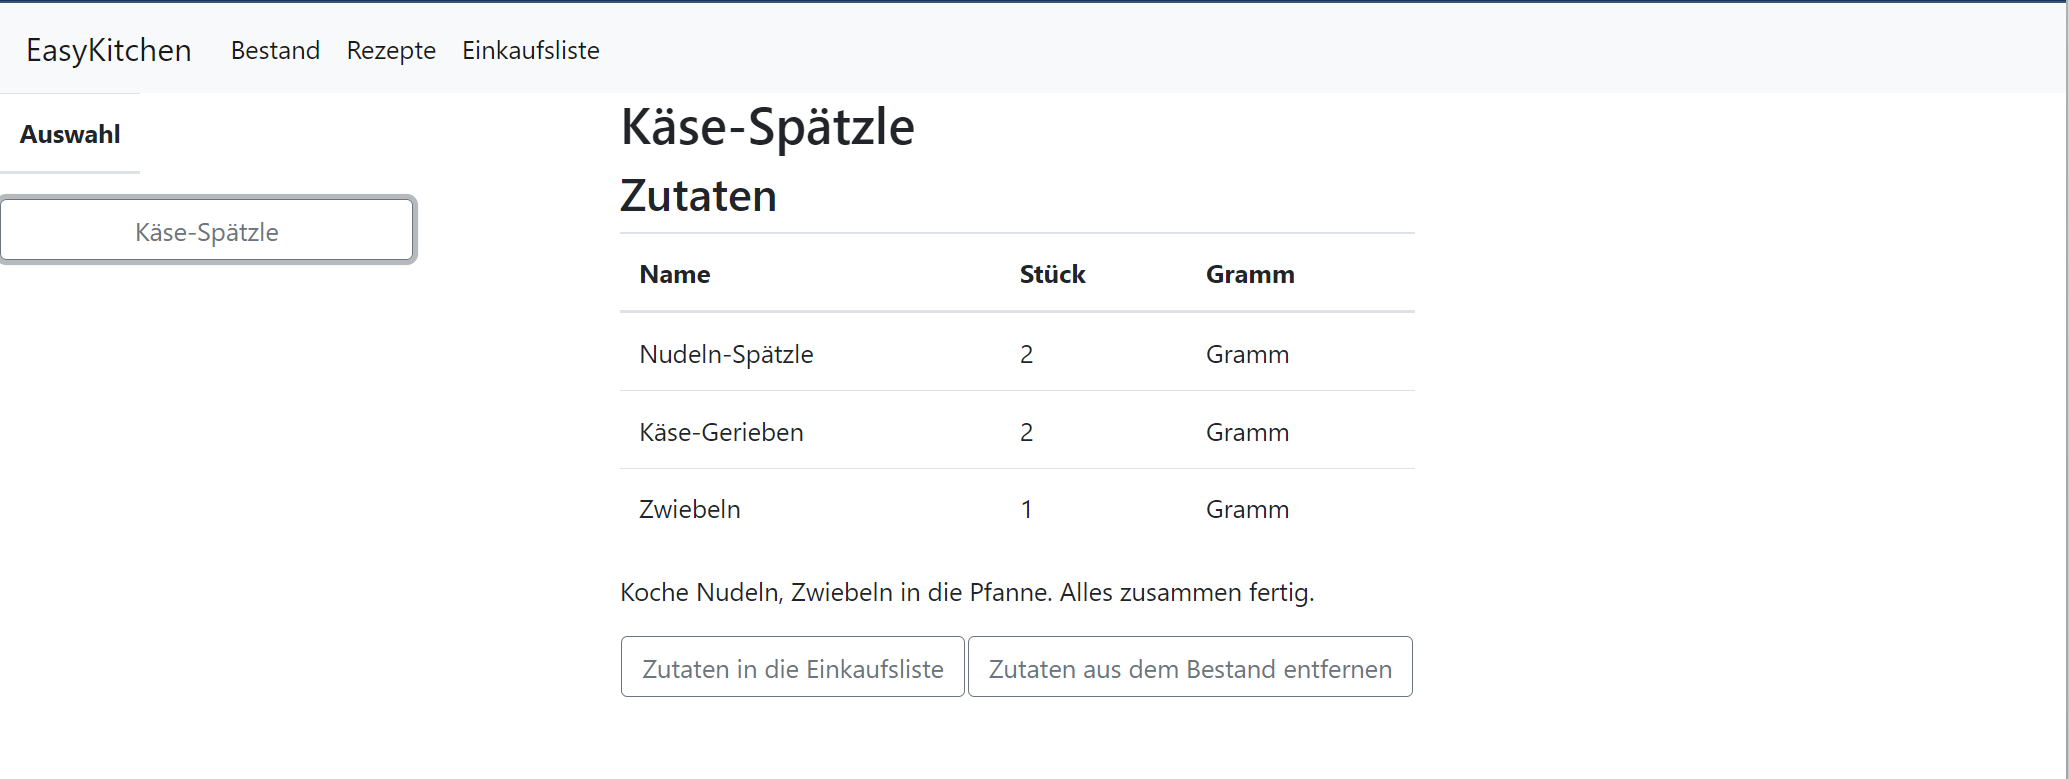 EasyKitchen Bestand Rezepte Einkaufsliste
Auswahl
Käse-Spätzle
Käse-Spätzle
Zutaten
Name Stück Gramm
Nudeln-Spätzle 2 Gramm
Käse-Gerieben 2 Gramm
Zwiebeln 1 Gramm
Koche Nudeln, Zwiebeln in die Pfanne. Alles zusammen fertig.
Zutaten in die Einkaufsliste Zutaten aus dem Bestand entfernen